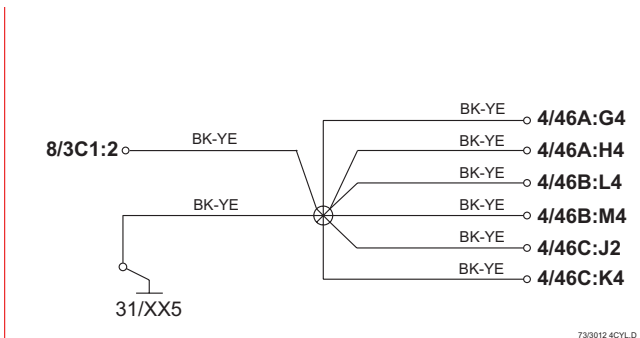 BK-YE 4/46A:G4
8/3C1:2 BK-YE BK-YE 4/46A:H4
BK-YE 4/46B:L4
BK-YE BK-YE 4/46B:M4
BK-YE 4/46C:J2
BK-YE 4/46C:K4
31/XX5
73/3012 4CYL.D